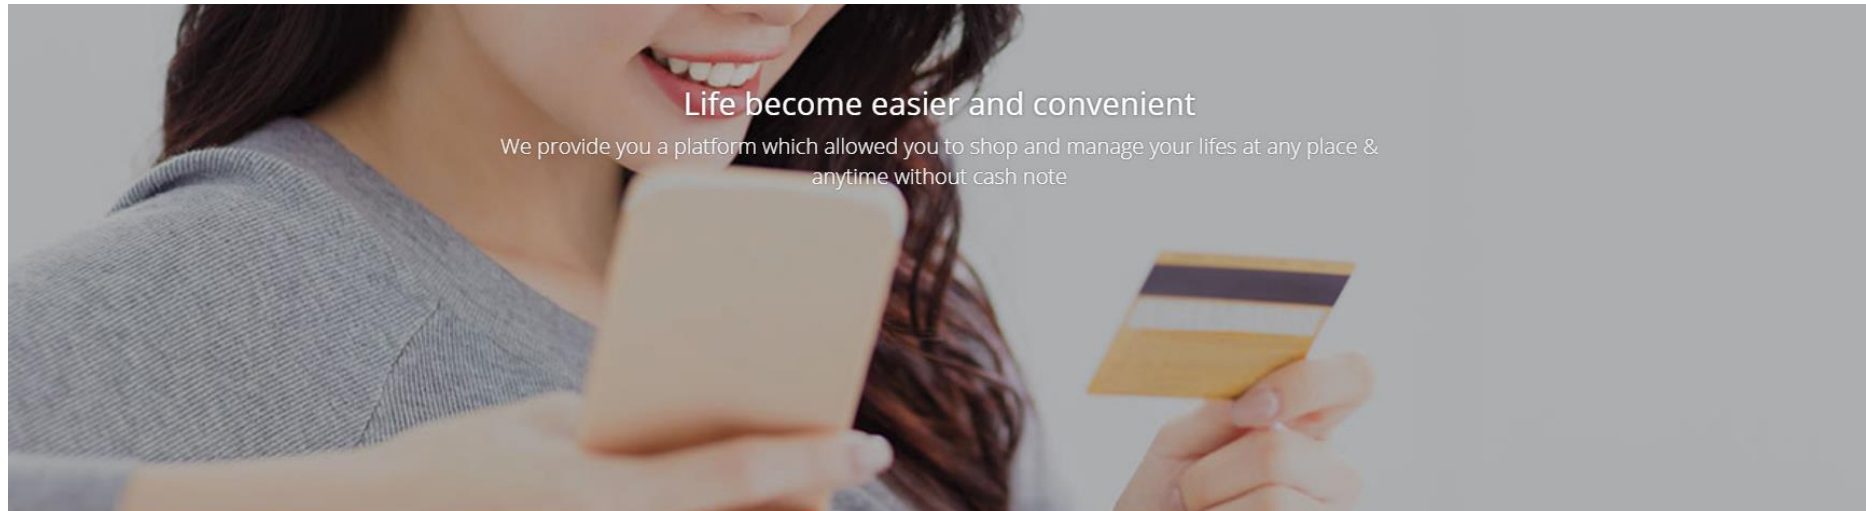 Life become easier and convenient
We provide you a platform which allowed you to shop and manage your lifes at any place &
anytime without cash note